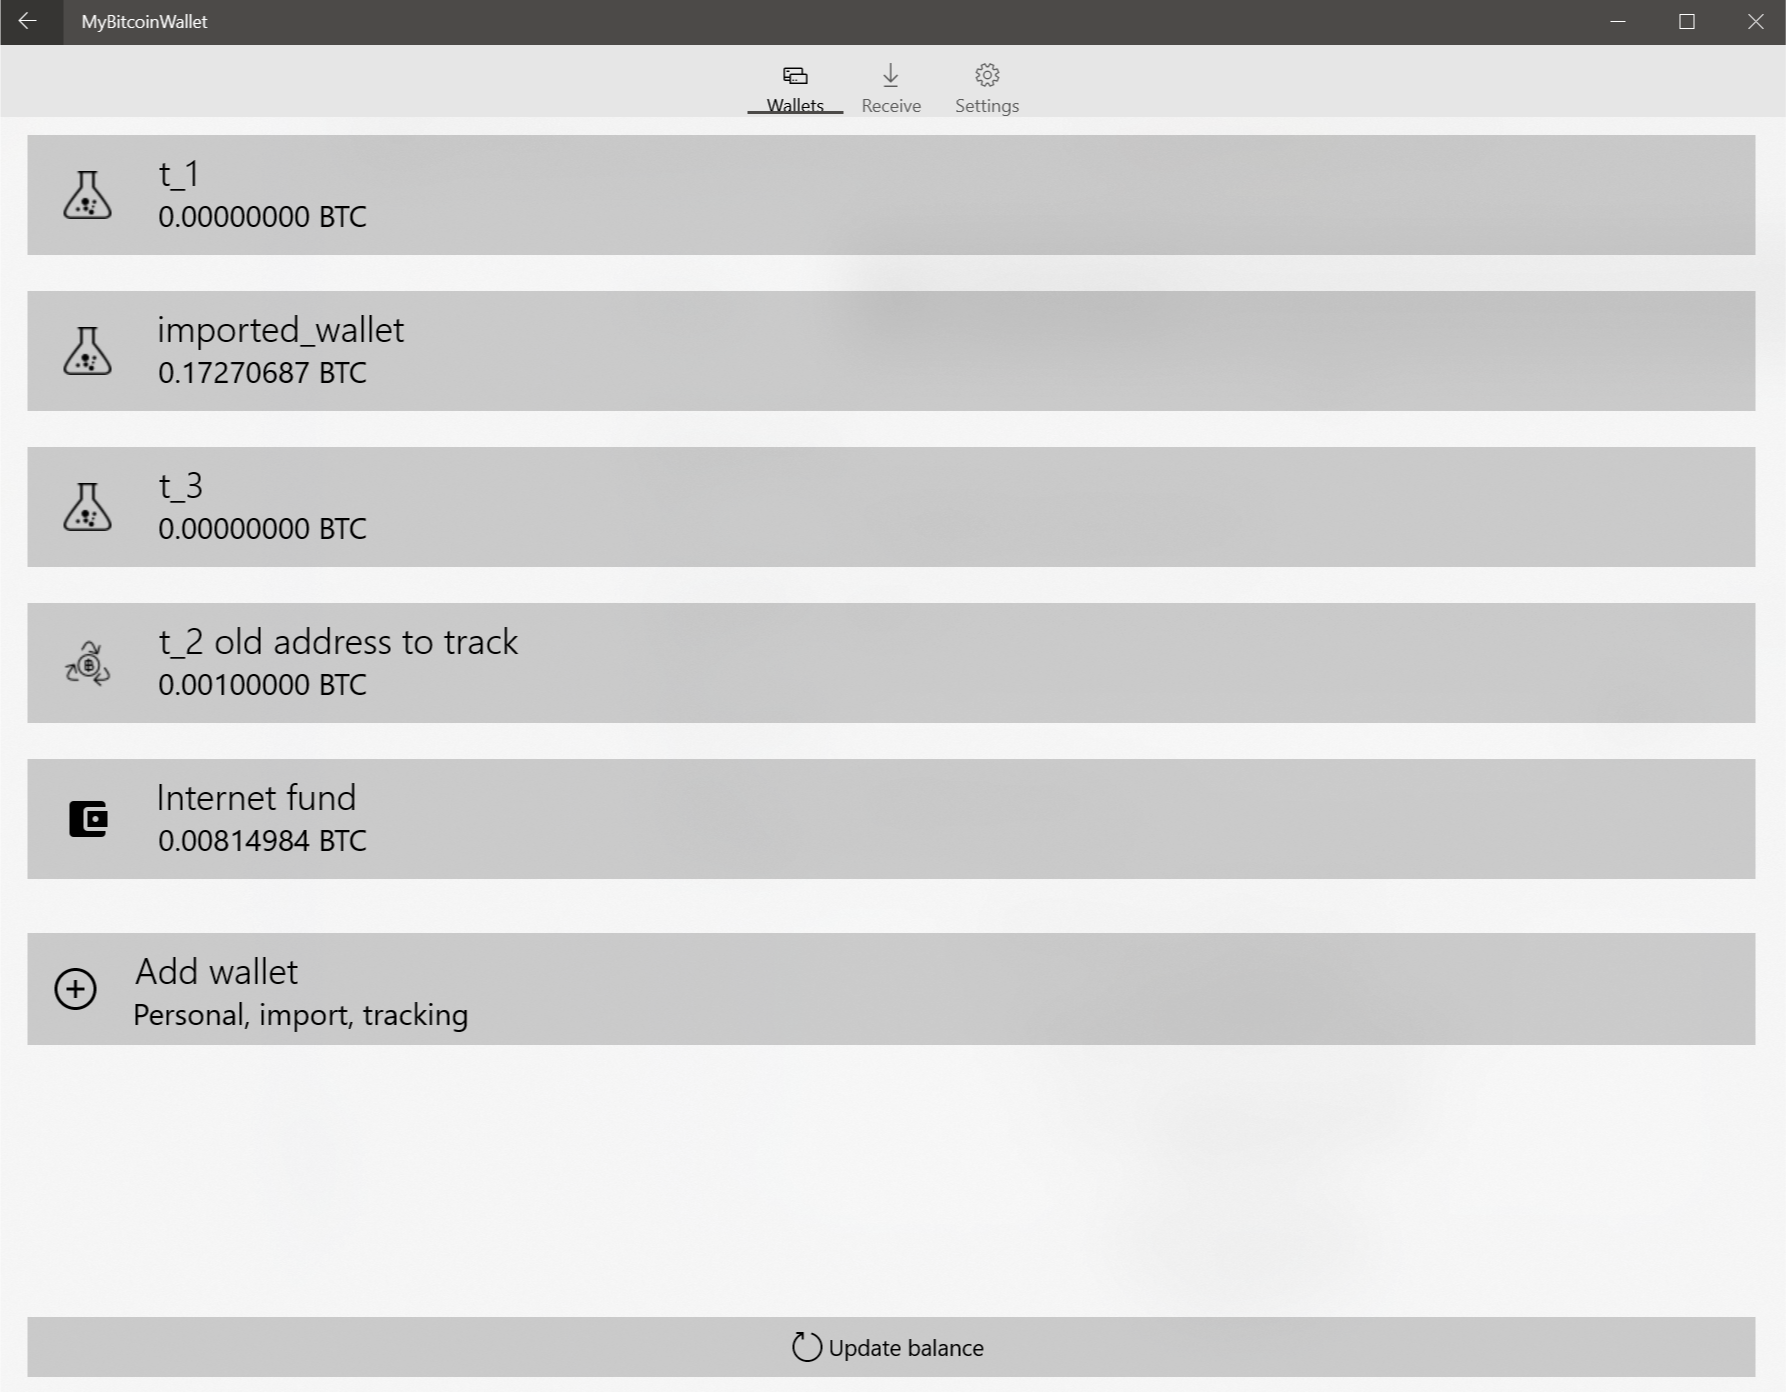 MyBitcoinWallet
Wallets Receive Settings
t_1
0.00000000 BTC
imported_wallet
0.17270687 BTC
t_3
0.00000000 BTC
t_2 old address to track
0.00100000 BTC
Internet fund
0.00814984 BTC
Add wallet
Personal, import, tracking
Update balance